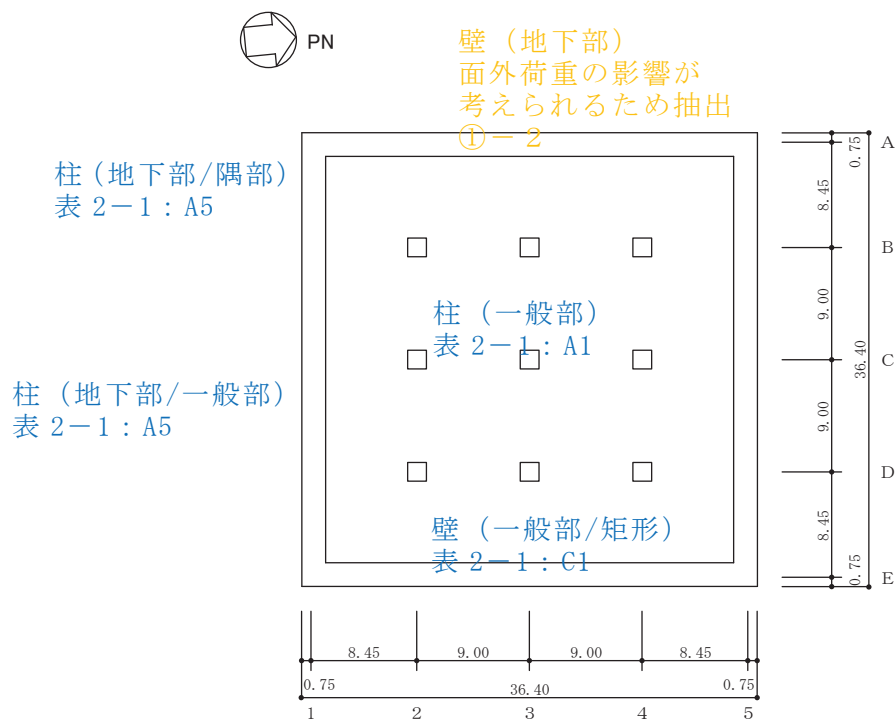 PN
壁（地下部）
面外荷重の影響が
考えられるため抽出
①－2
柱（地下部/隅部）
表 2－1：A5
柱（一般部）
表 2－1：A1
柱（地下部/一般部）
表 2－1：A5
壁（一般部/矩形）
表 2－1：C1
A
0.75
8.45
B
9.00
36.40
C
9.00
D
8.45
0.75
E
8.45
9.00
9.00
8.45
0.75
36.40
0.75
1
2
3
4
5